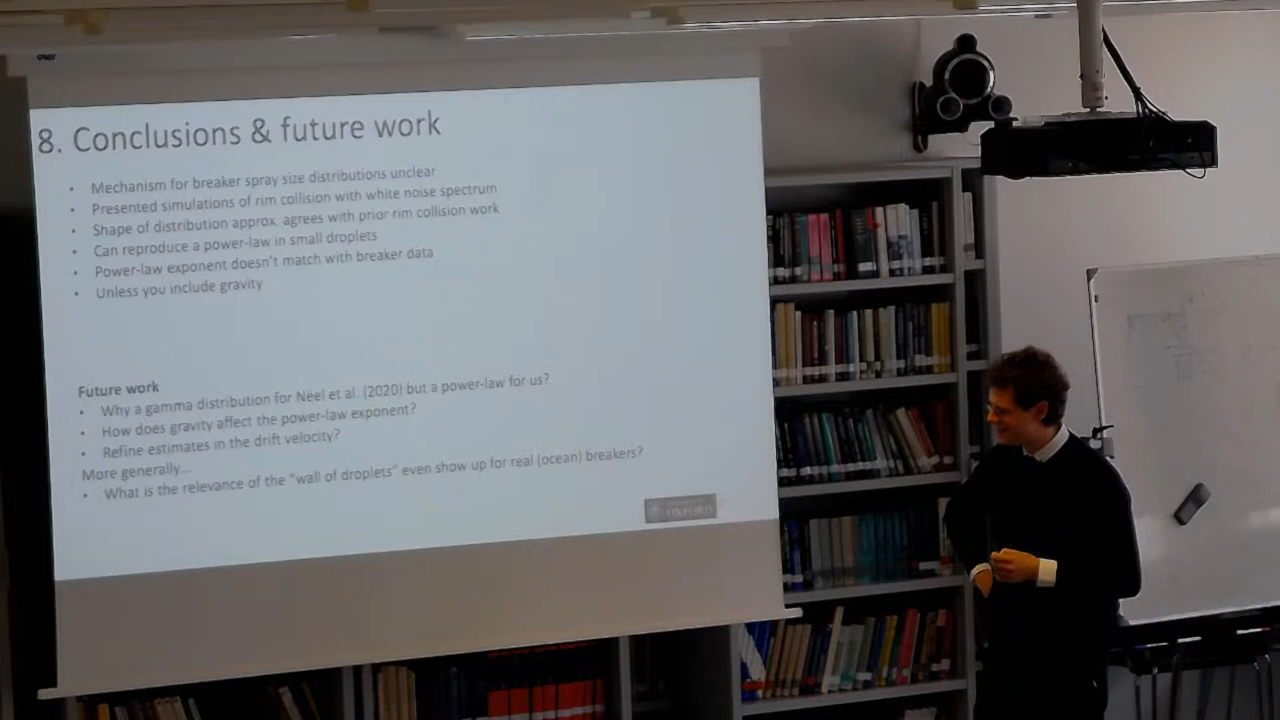 8. Conclusions & future work
• Mechanism for breaker spray size distributions unclear
• Presented simulations of rim collision with white noise spectrum
• Shape of distribution approx. agrees with prior rim collision work
• Can reproduce a power-law in small droplets
• Power-law exponent doesn't match with breaker data
• Unless you include gravity
Future work
• Why a gamma distribution for Néel et al. (2020) but a power-law for us?
• How does gravity affect the power-law exponent?
• Refine estimates in the drift velocity?
More generally...
• What is the relevance of the "wall of droplets" even show up for real (ocean) breakers?
OXFORD